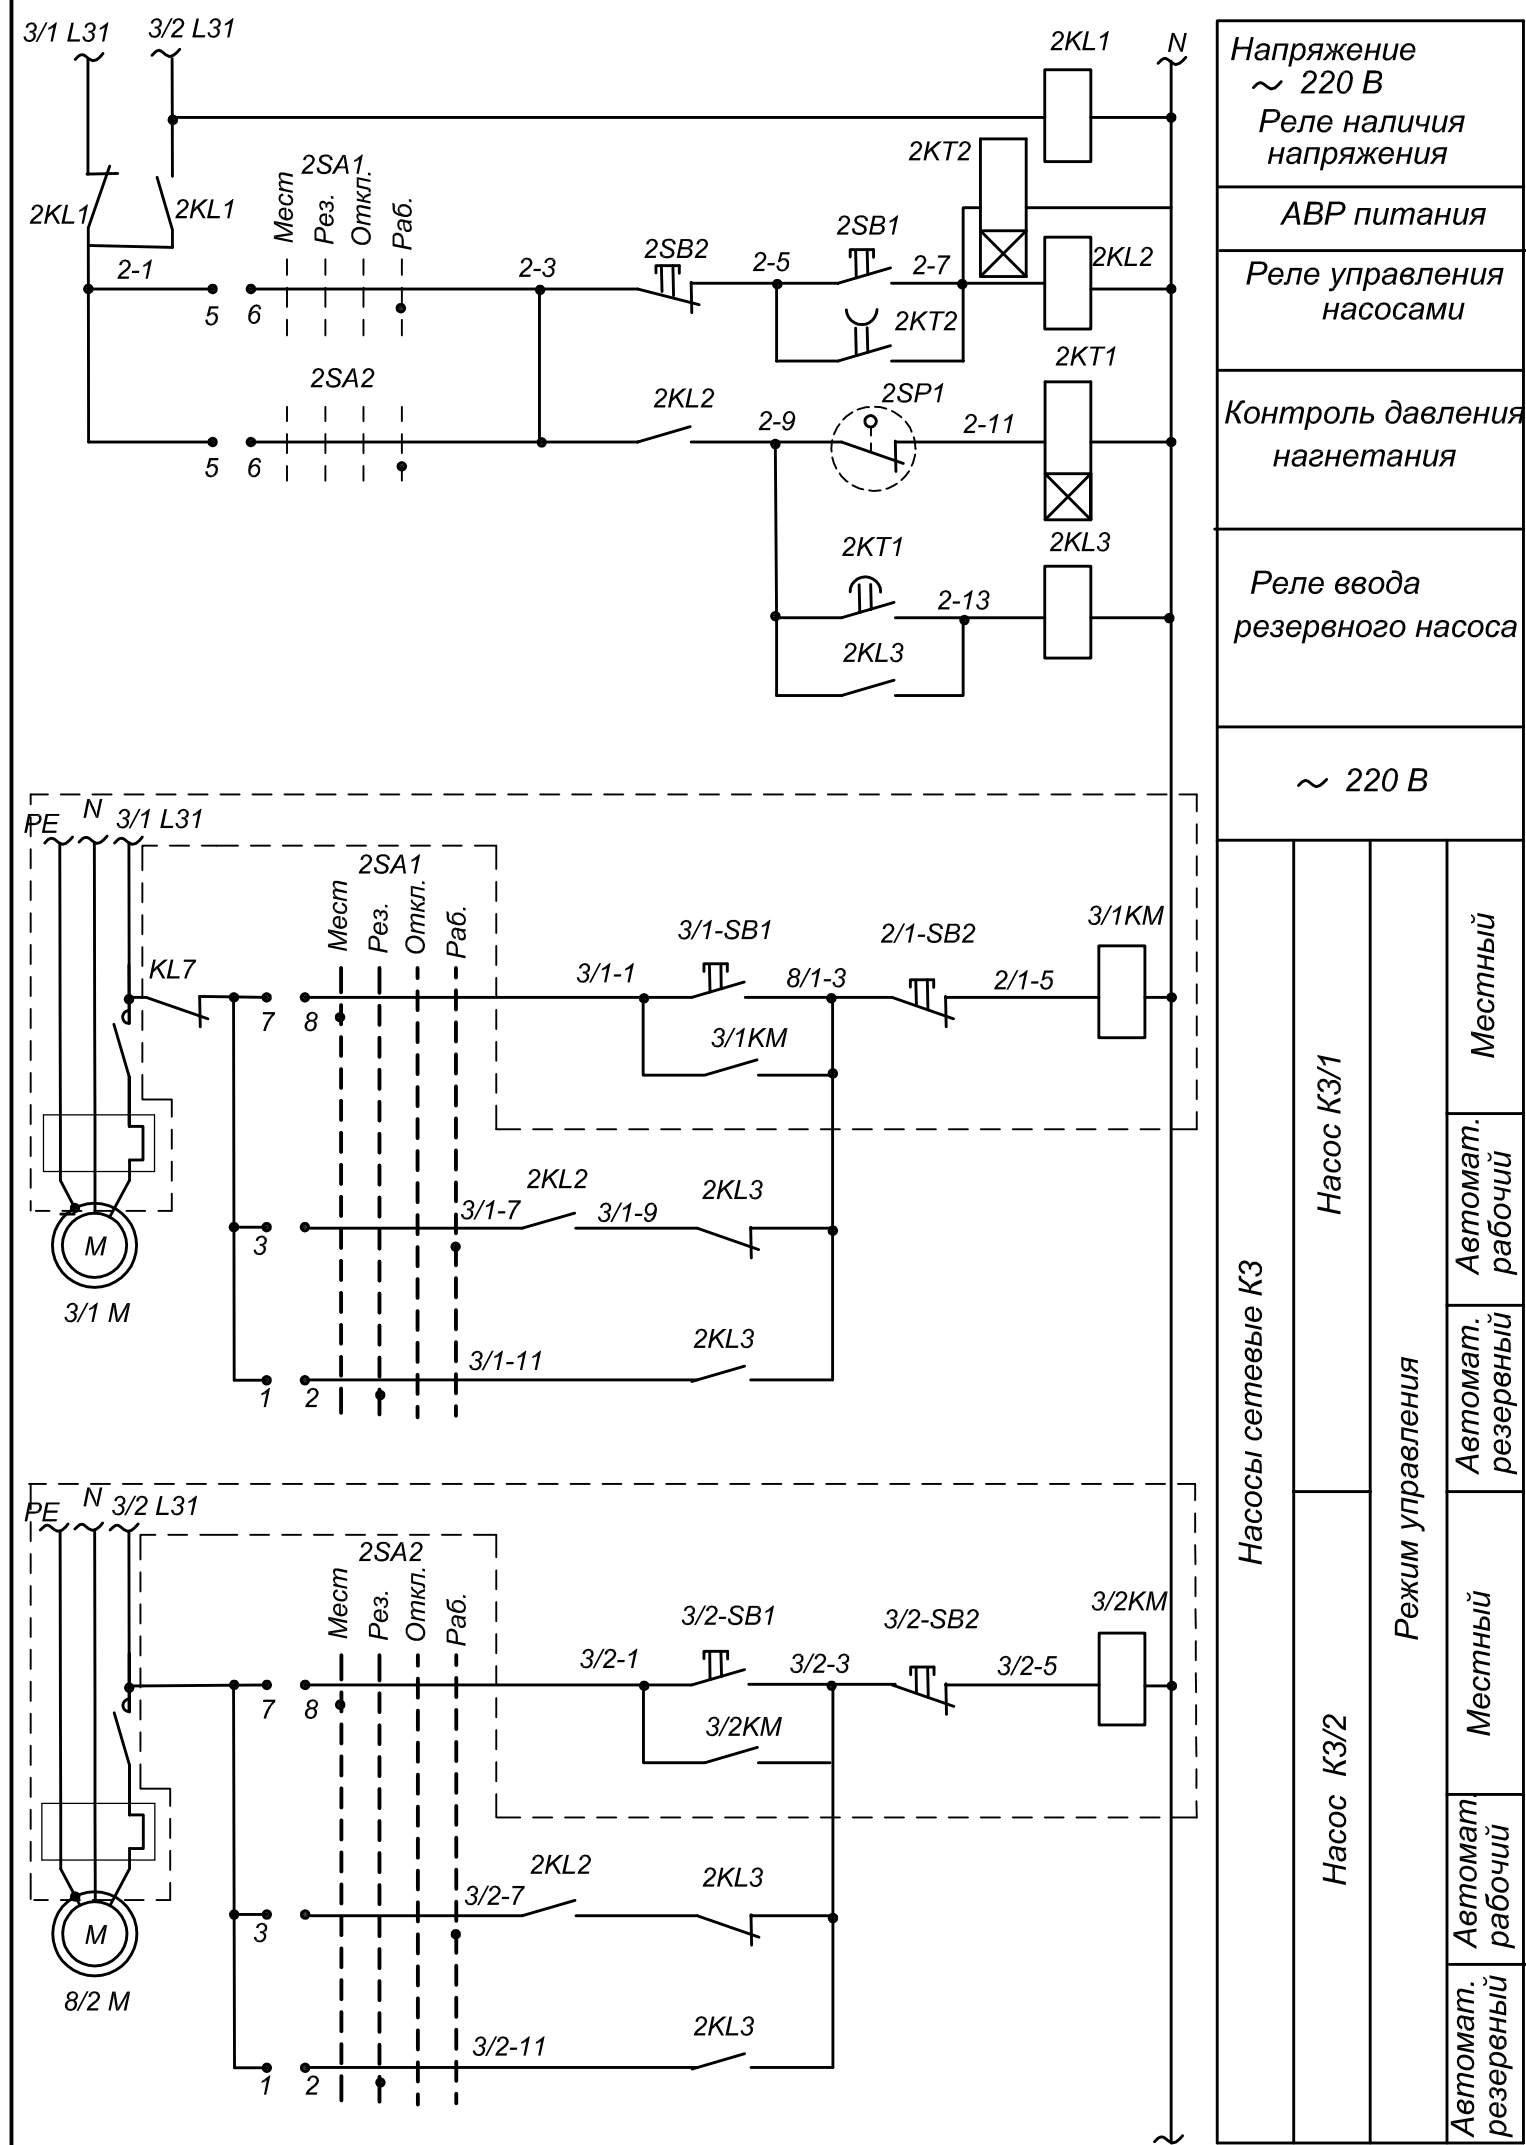 3/1 L31
3/2 L31
2KL1
N
Напряжение
~ 220 В
Реле наличия
напряжения
2KT2
2SA1
Мест
Рез.
Откл.
Раб.
2KL1
2KL1
2SB2
2SB1
2KL2
АВР питания
2-1
2-3
2-5
2-7
Реле управления
насосами
5
6
2KT2
2KT1
2SA2
2KL2
2SP1
2-9
2-11
Контроль давления
нагнетания
5
6
2KT1
2KL3
2-13
Реле ввода
резервного насоса
2KL3
~ 220 В
PE
N
3/1 L31
2SA1
Мест
Рез.
Откл.
Раб.
KL7
3/1-1
3/1-SB1
8/1-3
2/1-SB2
2/1-5
3/1KM
7
8
3/1KM
2KL2
2KL3
3/1-7
3/1-9
3
M
3/1 M
2KL3
3/1-11
1
2
Насосы сетевые К3
Насос К3/1
Режим управления
Местный
Автомат.
рабочий
Автомат.
резервный
PE
N
3/2 L31
2SA2
Мест
Рез.
Откл.
Раб.
3/2-1
3/2-SB1
3/2-3
3/2-SB2
3/2-5
3/2KM
7
8
3/2KM
2KL2
2KL3
3/2-7
3
M
8/2 M
2KL3
3/2-11
1
2
Насос К3/2
Местный
Автомат.
рабочий
Автомат.
резервный